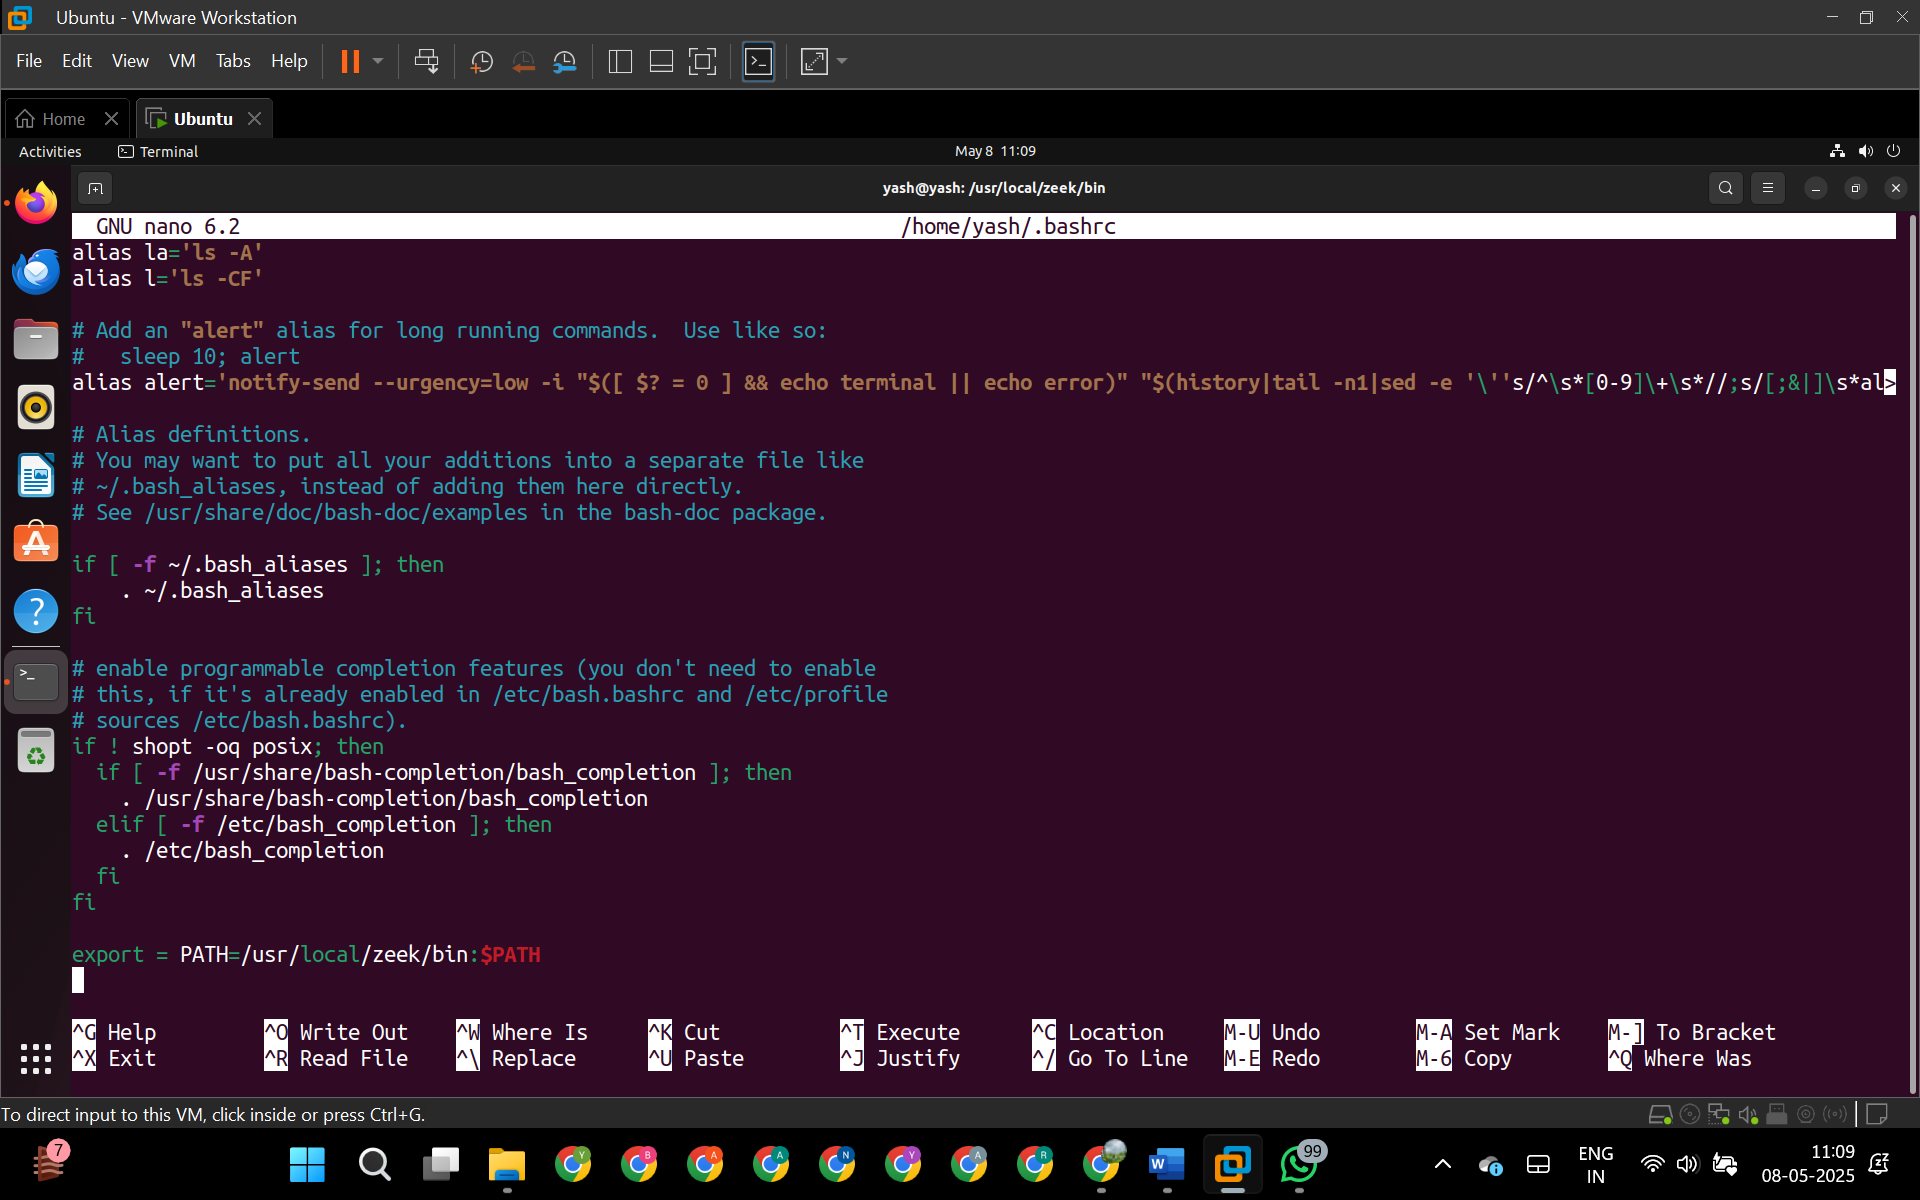 Ubuntu - VMware Workstation
File Edit View VM Tabs Help
Home
Ubuntu
Activities
Terminal
May 8 11:09
yash@yash: /usr/local/zeek/bin
GNU nano 6.2
/home/yash/.bashrc
alias la='ls -A'
alias l='ls -CF'
# Add an "alert" alias for long running commands.  Use like so:
#   sleep 10; alert
alias alert='notify-send --urgency=low -i "$([ $? = 0 ] && echo terminal || echo error)" "$(history|tail -n1|sed -e '\''s/^\s*[0-9]\+\s*//;s/[;&|]\s*al>
# Alias definitions.
# You may want to put all your additions into a separate file like
# ~/.bash_aliases, instead of adding them here directly.
# See /usr/share/doc/bash-doc/examples in the bash-doc package.
if [ -f ~/.bash_aliases ]; then
    . ~/.bash_aliases
fi
# enable programmable completion features (you don't need to enable
# this, if it's already enabled in /etc/bash.bashrc and /etc/profile
# sources /etc/bash.bashrc).
if ! shopt -oq posix; then
  if [ -f /usr/share/bash-completion/bash_completion ]; then
    . /usr/share/bash-completion/bash_completion
  elif [ -f /etc/bash_completion ]; then
    . /etc/bash_completion
  fi
fi
export = PATH=/usr/local/zeek/bin:$PATH
^G Help ^O Write Out ^W Where Is ^K Cut ^T Execute ^C Location M-U Undo M-A Set Mark M-] To Bracket
^X Exit ^R Read File ^\ Replace ^U Paste ^J Justify ^/ Go To Line M-E Redo M-6 Copy ^Q Where Was
To direct input to this VM, click inside or press Ctrl+G.
7
Y
B
A
A
N
Y
A
R
W
99
ENG
IN
11:09
08-05-2025